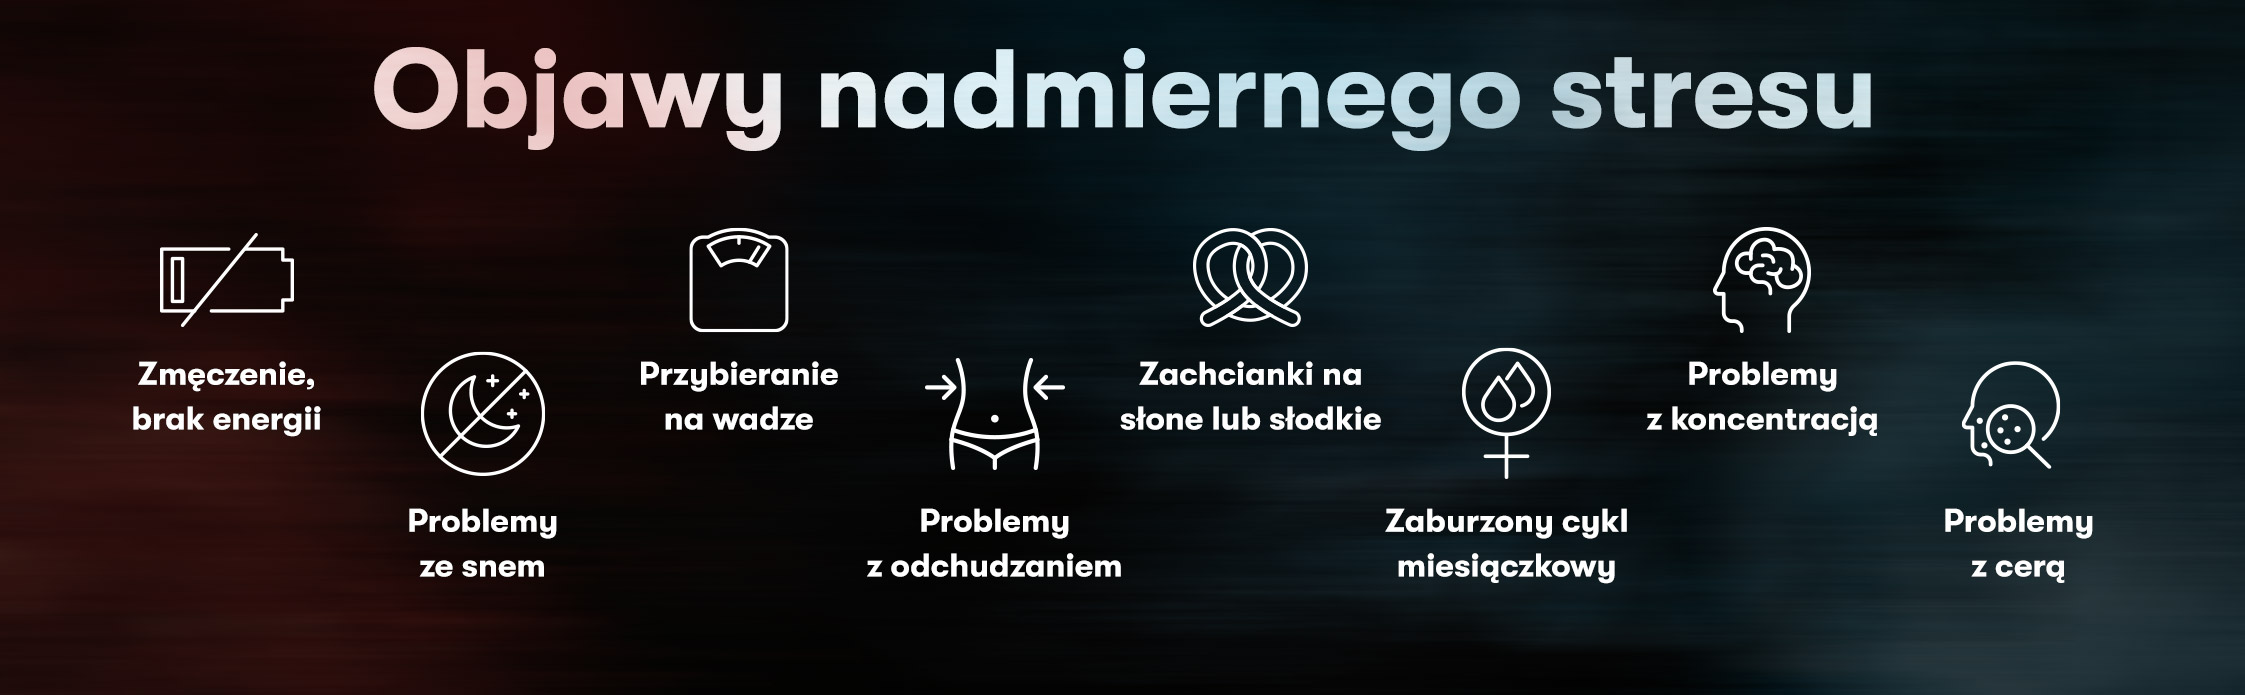 Objawy nadmiernego stresu
Zmęczenie,
brak energii
Problemy
ze snem
Przybieranie
na wadze
Problemy
z odchudzaniem
Zachcianki na
słone lub słodkie
Zaburzony cykl
miesiączkowy
Problemy
z koncentracją
Problemy
z cerą